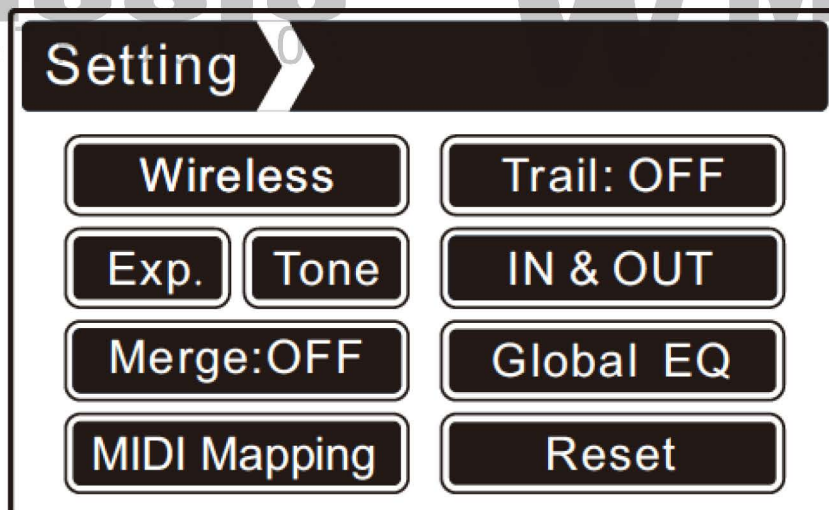 Setting
Wireless
Trail: OFF
Exp.
Tone
IN & OUT
Merge:OFF
Global EQ
MIDI Mapping
Reset